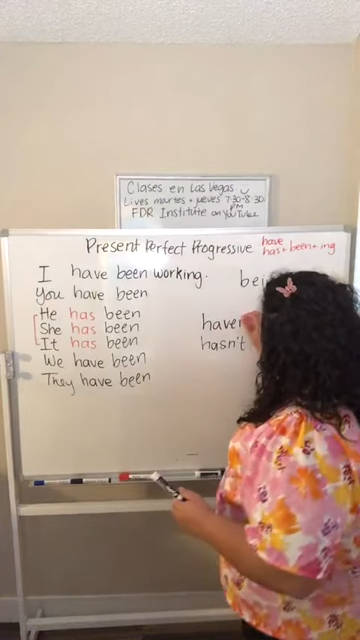 Clases en Las Vegas
Lives martes + jueves 7:30-8:30
PM
FDR Institute on YouTube
Present Perfect Progressive
have
has + been + ing
I have been working.
You have been
He has been
She has been
It has been
We have been
They have been
hasn't